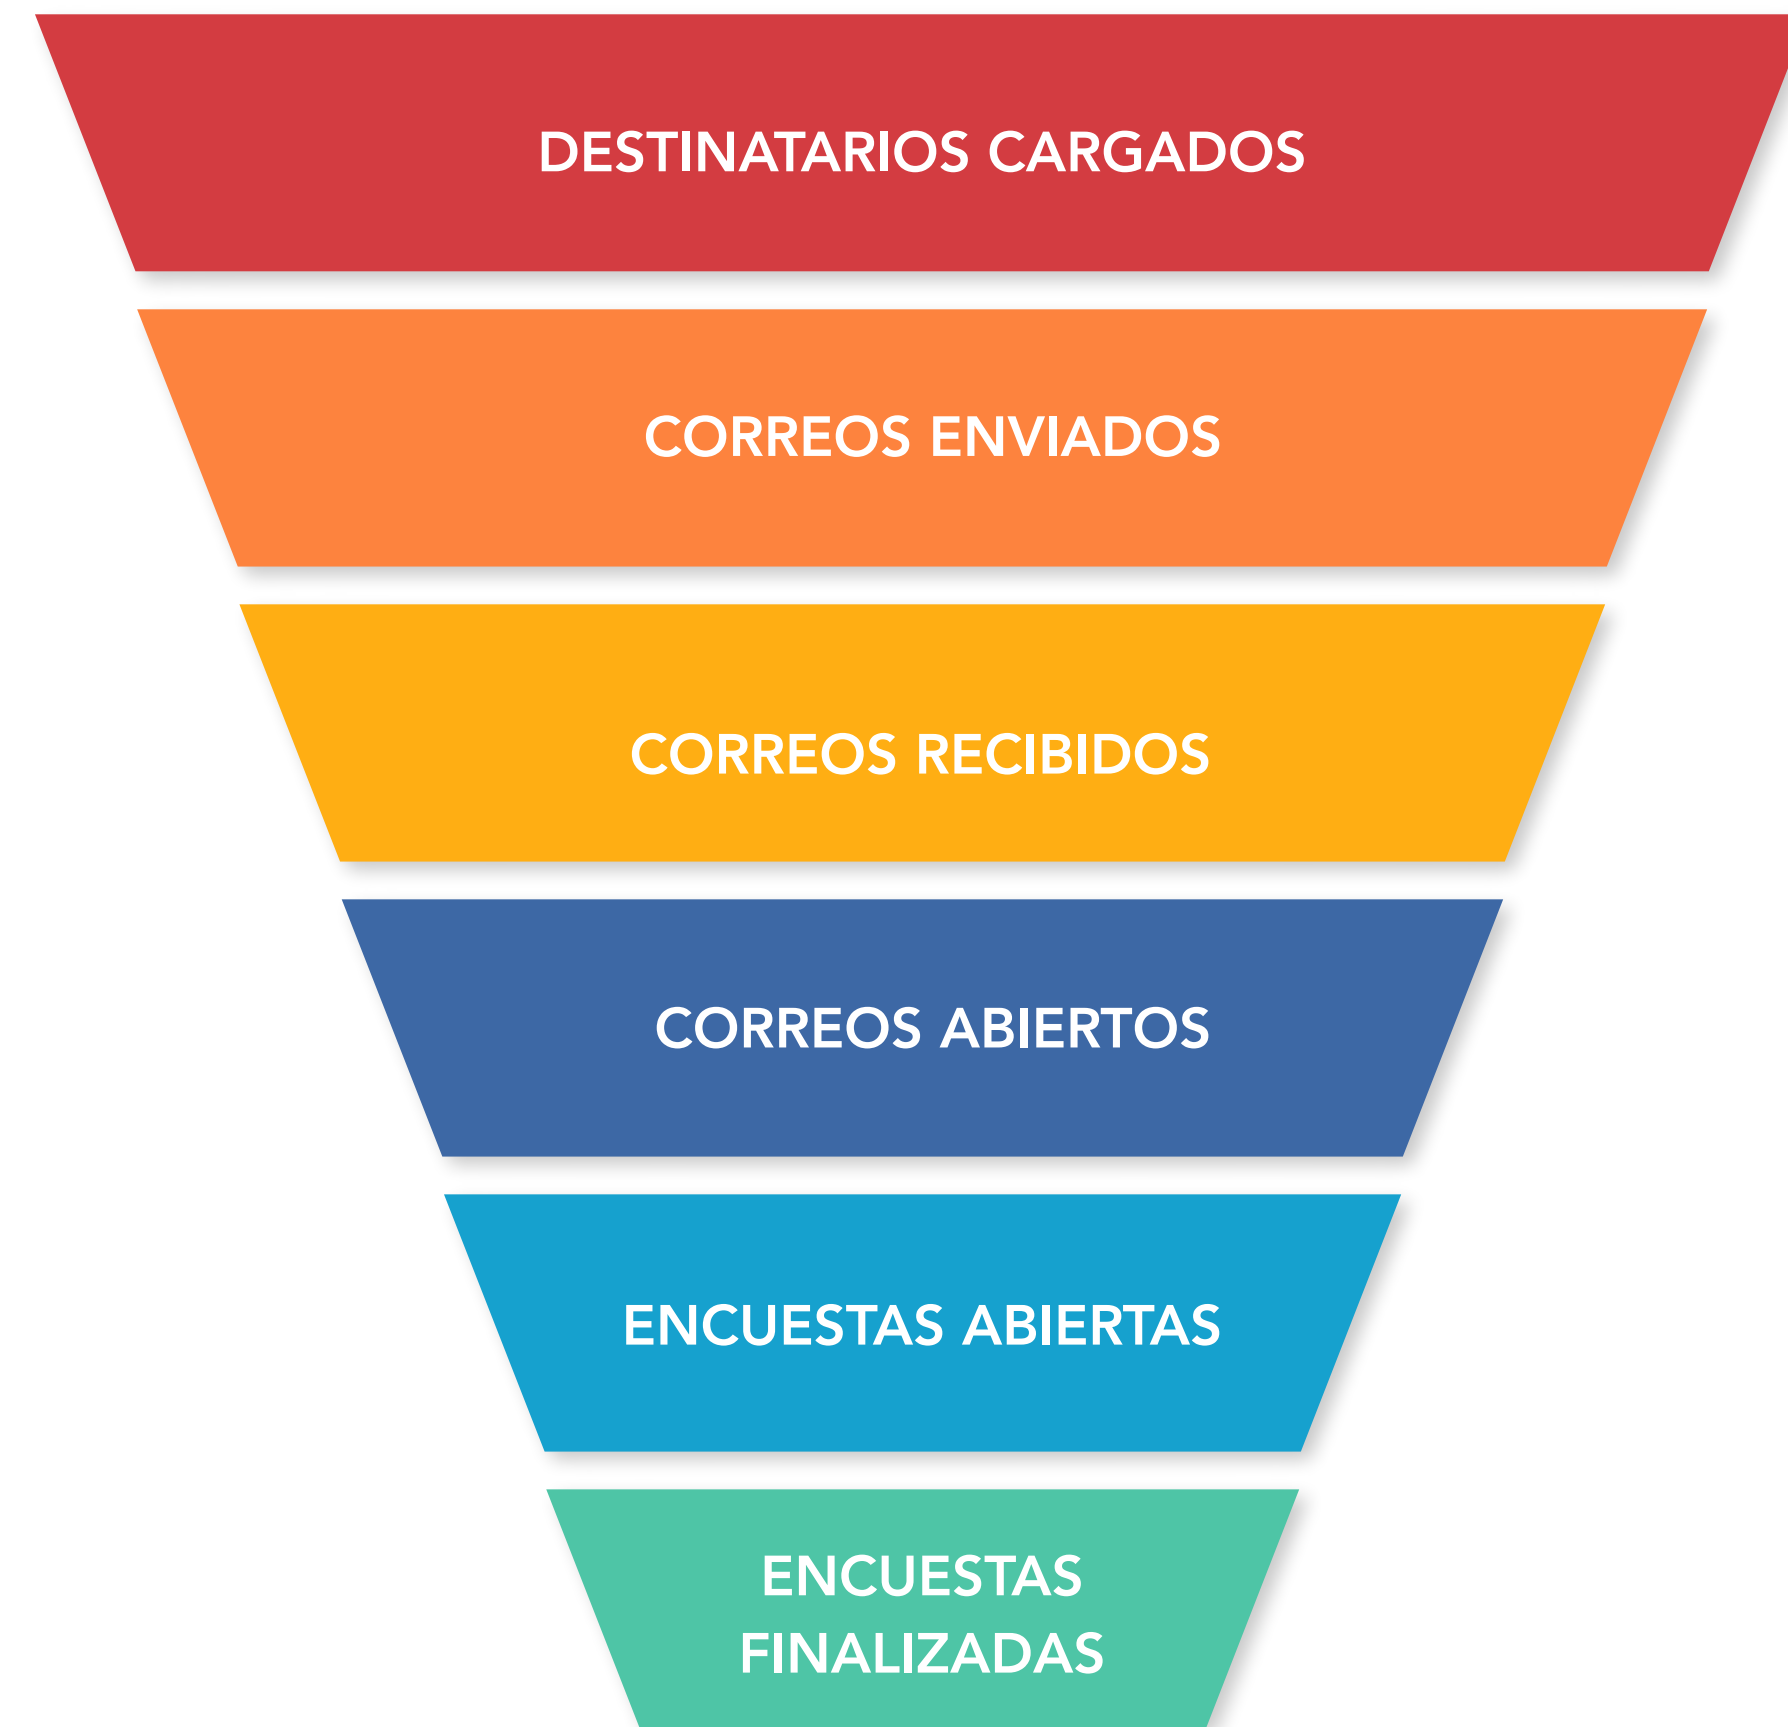 DESTINATARIOS CARGADOS
CORREOS ENVIADOS
CORREOS RECIBIDOS
CORREOS ABIERTOS
ENCUESTAS ABIERTAS
ENCUESTAS
FINALIZADAS